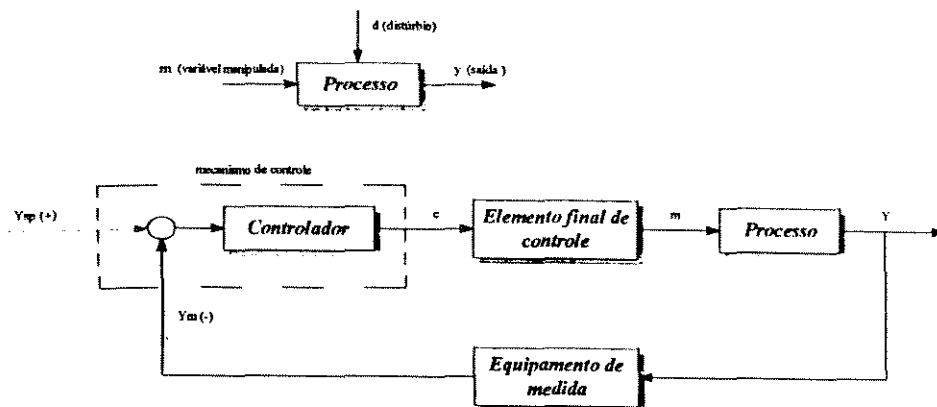 d (distúrbio)
m (variável manipulada)
y (saída )
Processo
mecanismo de controle
Ysp (+)
Controlador
c
Elemento final de
controle
m
Processo
Y
Ym (-)
Equipamento de
medida